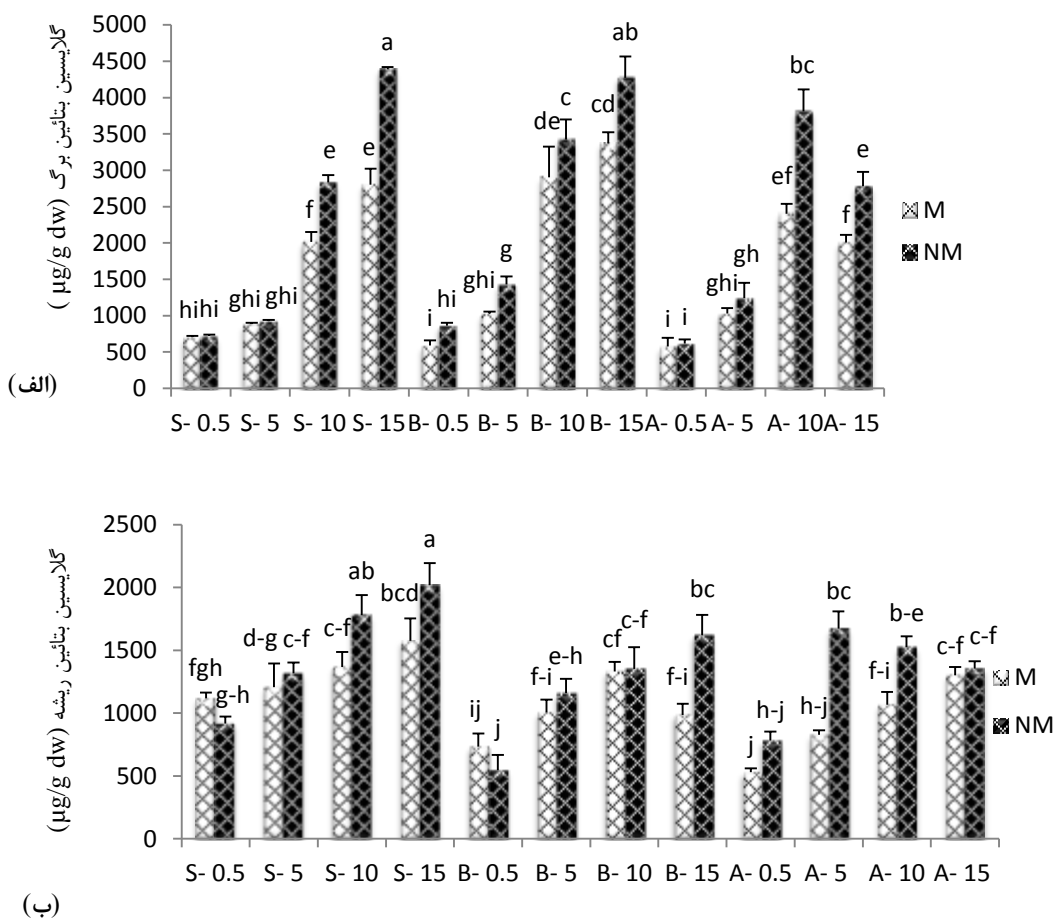 5000
4500
4000
3500
3000
2500
2000
1500
1000
500
0
گلایسین بتائین برگ (µg/g dw )
hi hi ghi ghi f e e a i hi ghi g de c cd ab i i ghi gh ef bc f e
M
NM
S- 0.5 S- 5 S- 10 S- 15 B- 0.5 B- 5 B- 10 B- 15 A- 0.5 A- 5 A- 10 A- 15
(الف)
2500
2000
1500
1000
500
0
گلایسین بتائین ریشه (µg/g dw)
fgh g-h d-g c-f c-f ab bcd a ij j f-i e-h cf c-f f-i bc j h-j h-j bc f-i b-e c-f c-f
M
NM
S- 0.5 S- 5 S- 10 S- 15 B- 0.5 B- 5 B- 10 B- 15 A- 0.5 A- 5 A- 10 A- 15
(ب)